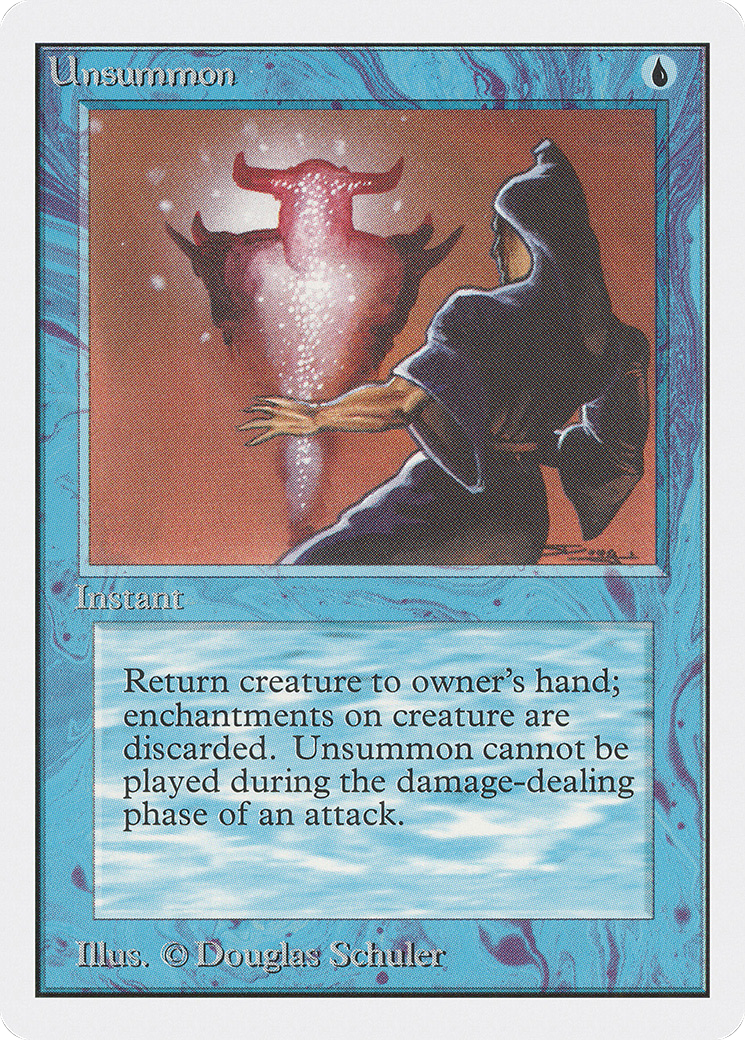 Unsummon
Instant
Return creature to owner's hand;
enchantments on creature are
discarded.  Unsummon cannot be
played during the damage-dealing
phase of an attack.
Illus. © Douglas Schuler